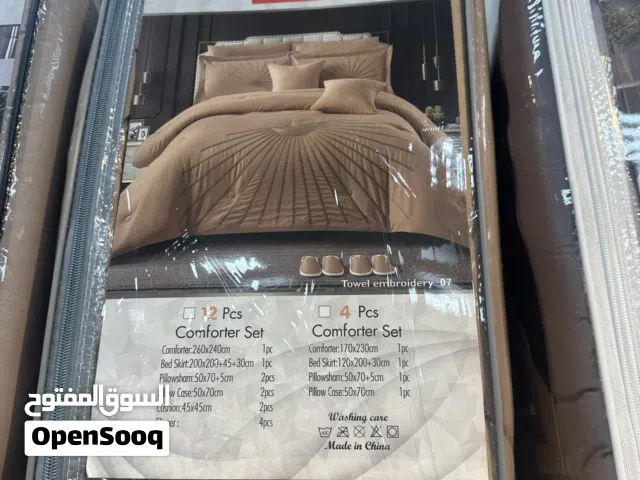 Towel embroidery_07
12 Pcs
Comforter Set
Comforter:260x240cm 1pc
Bed Skirt:200x200+45+30cm 1pc
Pillowsham:50x70+5cm 2pcs
Case:50x70cm 2pcs
Cushion:45x45cm 2pcs
4pcs
4 Pcs
Comforter Set
Comforter:170x230cm 1pc
Bed Skirt:120x200+30cm 1pc
Pillowsham:50x70+5cm 1pc
Pillow Case:50x70cm 1pc
Washing care
Made in China
السوق المفتوح
OpenSooq